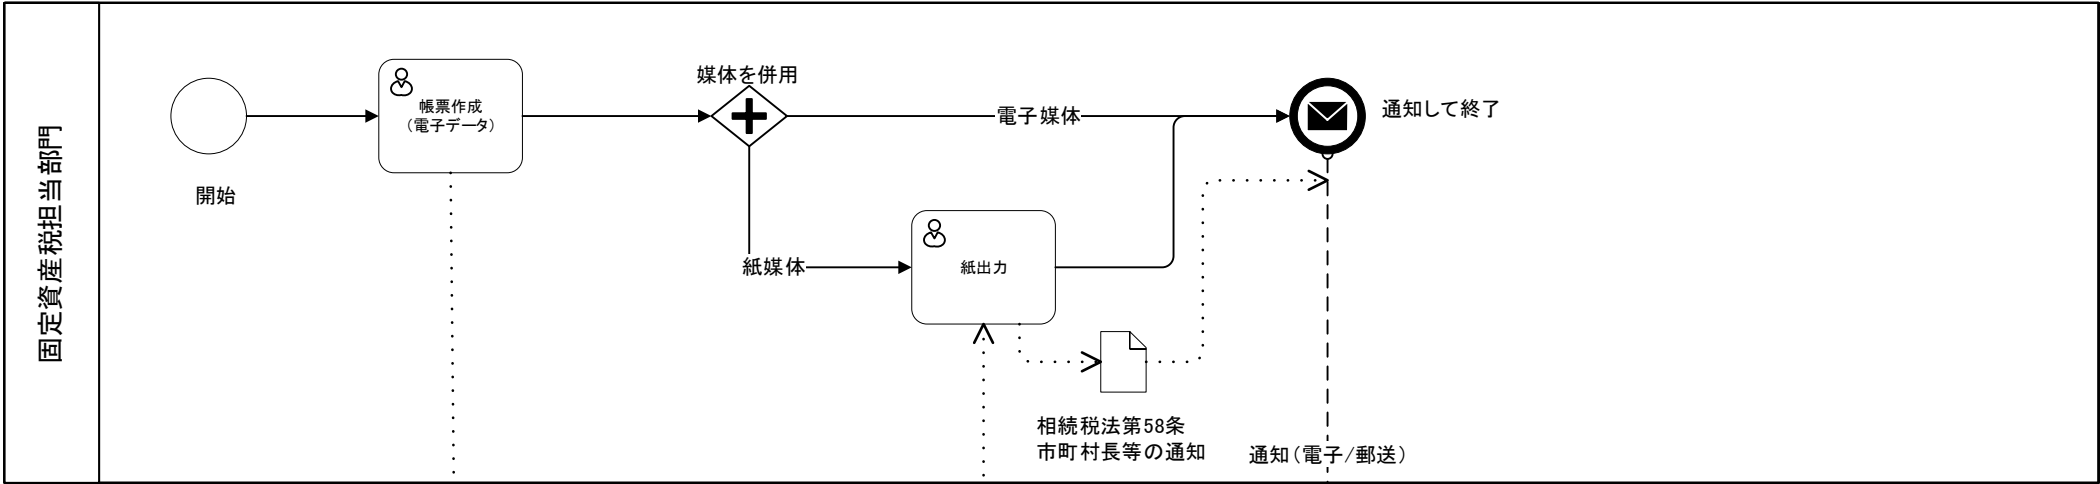 固定資産税担当部門
開始
帳票作成
（電子データ）
媒体を併用
電子媒体
通知して終了
紙媒体
紙出力
相続税法第58条
市町村長等の通知
通知（電子/郵送）